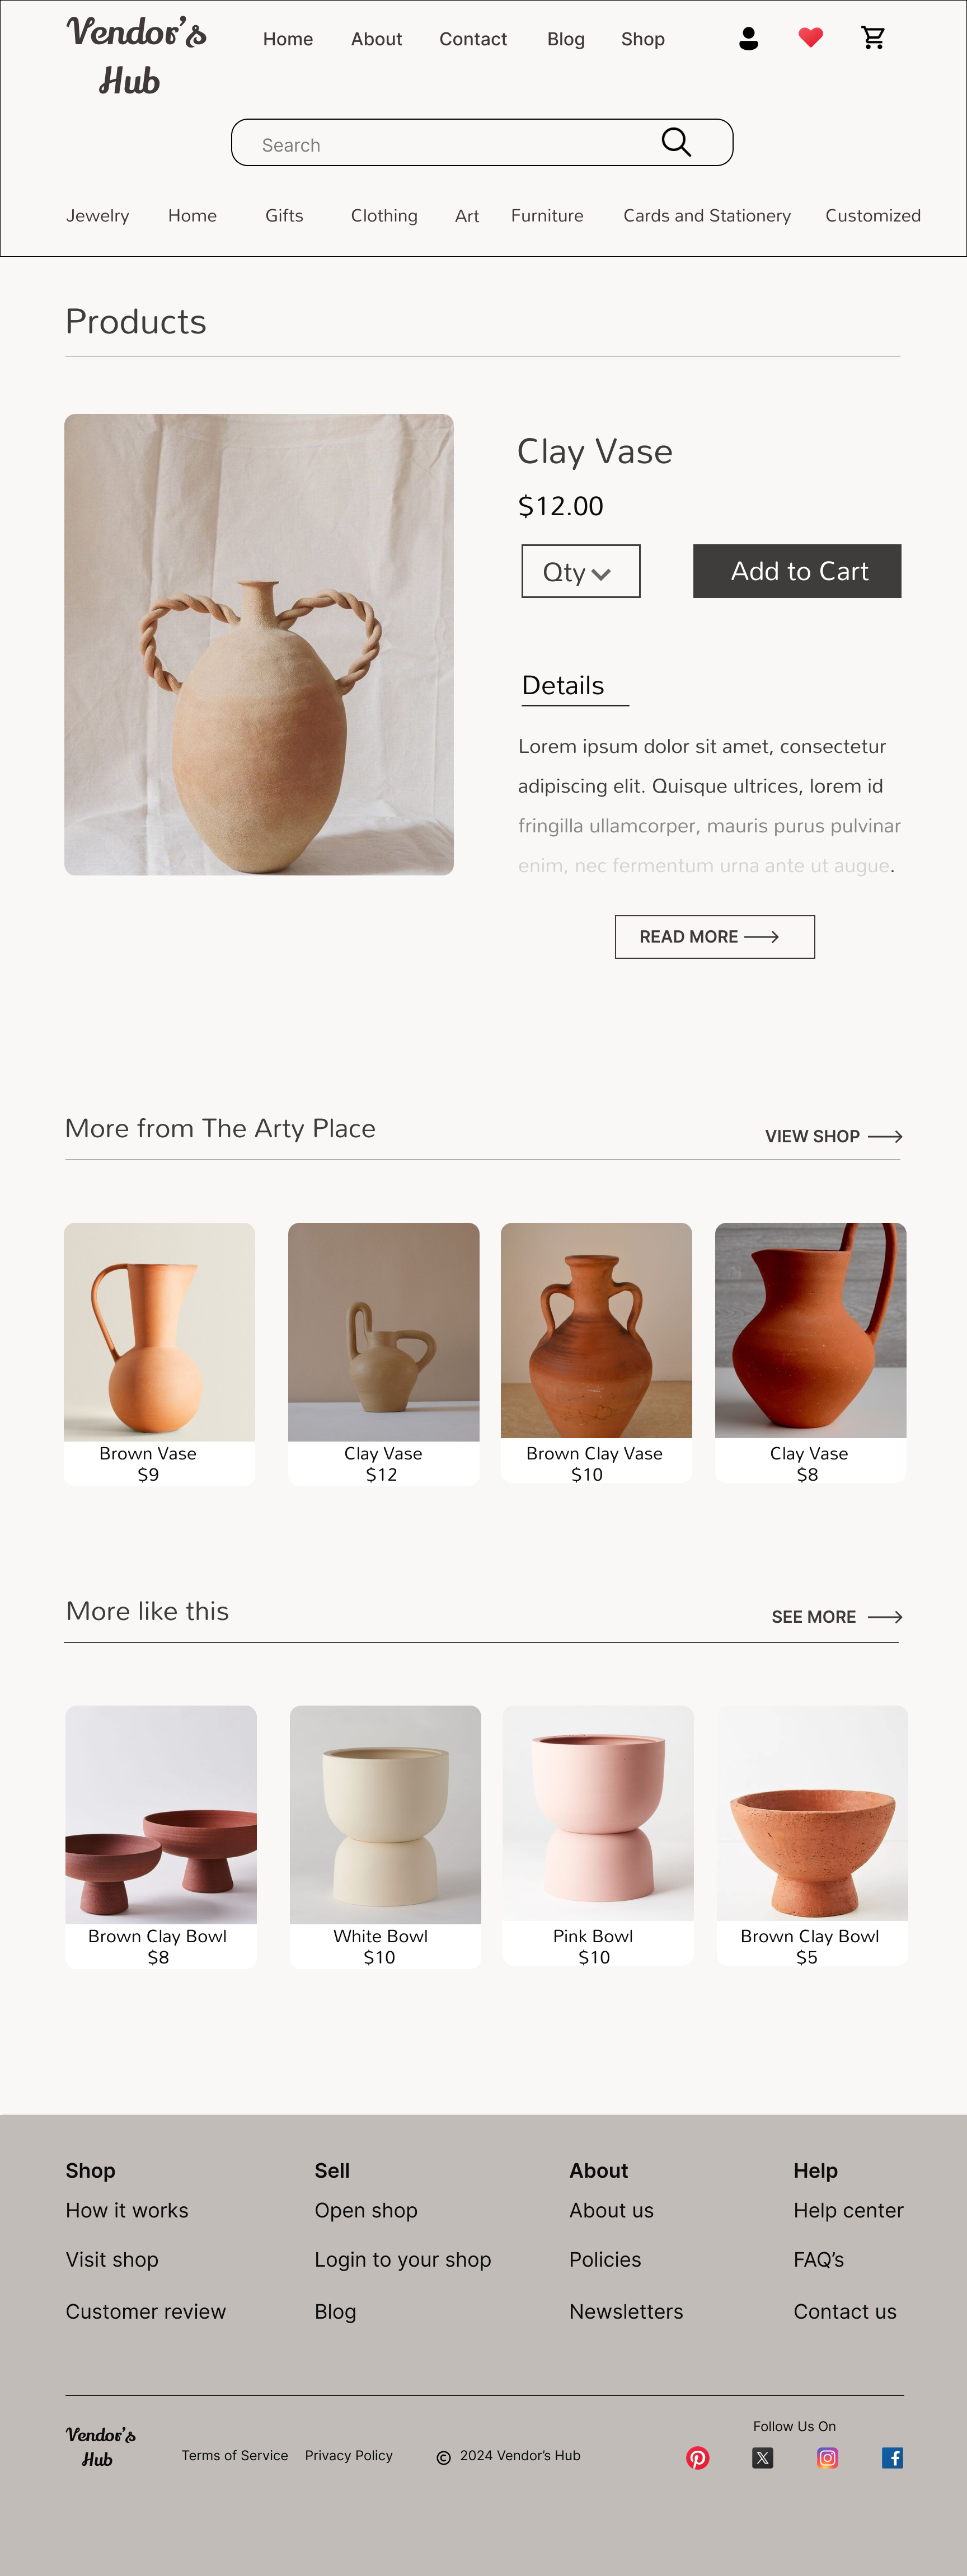 Vendor's
Hub
Home About Contact Blog Shop
Search
Jewelry Home Gifts Clothing Art Furniture Cards and Stationery Customized
Products
Clay Vase
$12.00
Qty
Add to Cart
Details
Lorem ipsum dolor sit amet, consectetur
adipiscing elit. Quisque ultrices, lorem id
fringilla ullamcorper, mauris purus pulvinar
enim, nec fermentum urna ante ut augue.
READ MORE
More from The Arty Place
VIEW SHOP
Brown Vase
$9
Clay Vase
$12
Brown Clay Vase
$10
Clay Vase
$8
More like this
SEE MORE
Brown Clay Bowl
$8
White Bowl
$10
Pink Bowl
$10
Brown Clay Bowl
$5
Shop
How it works
Visit shop
Customer review
Sell
Open shop
Login to your shop
Blog
About
About us
Policies
Newsletters
Help
Help center
FAQ's
Contact us
Vendor's
Hub
Terms of Service Privacy Policy © 2024 Vendor's Hub
Follow Us On